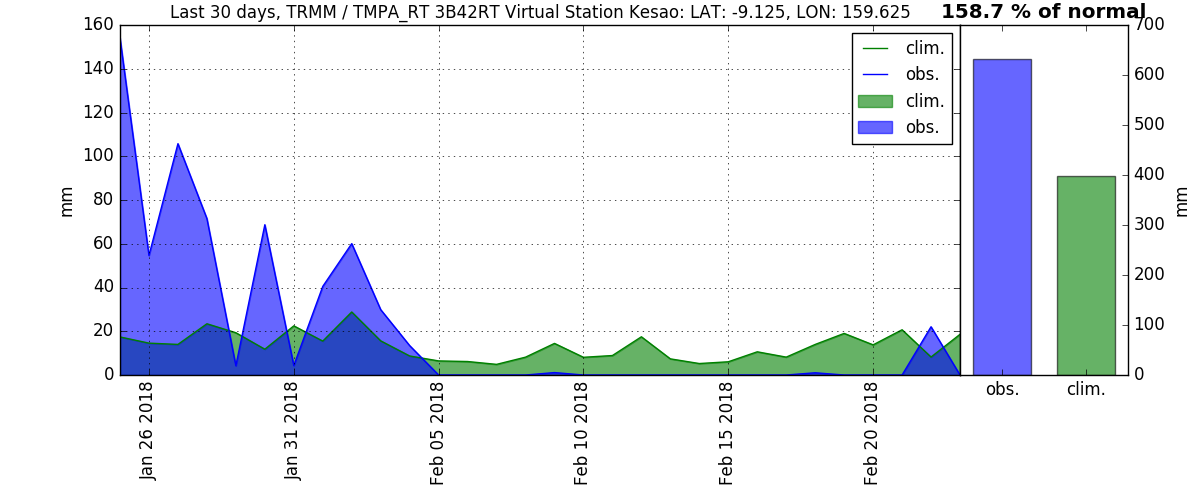 Last 30 days, TRMM / TMPA_RT 3B42RT Virtual Station Kesao: LAT: -9.125, LON: 159.625
158.7 % of normal
160
140
120
100
80
60
40
20
0
mm
clim.
obs.
clim.
obs.
Jan 26 2018
Jan 31 2018
Feb 05 2018
Feb 10 2018
Feb 15 2018
Feb 20 2018
700
600
500
400
300
200
100
0
mm
obs.
clim.